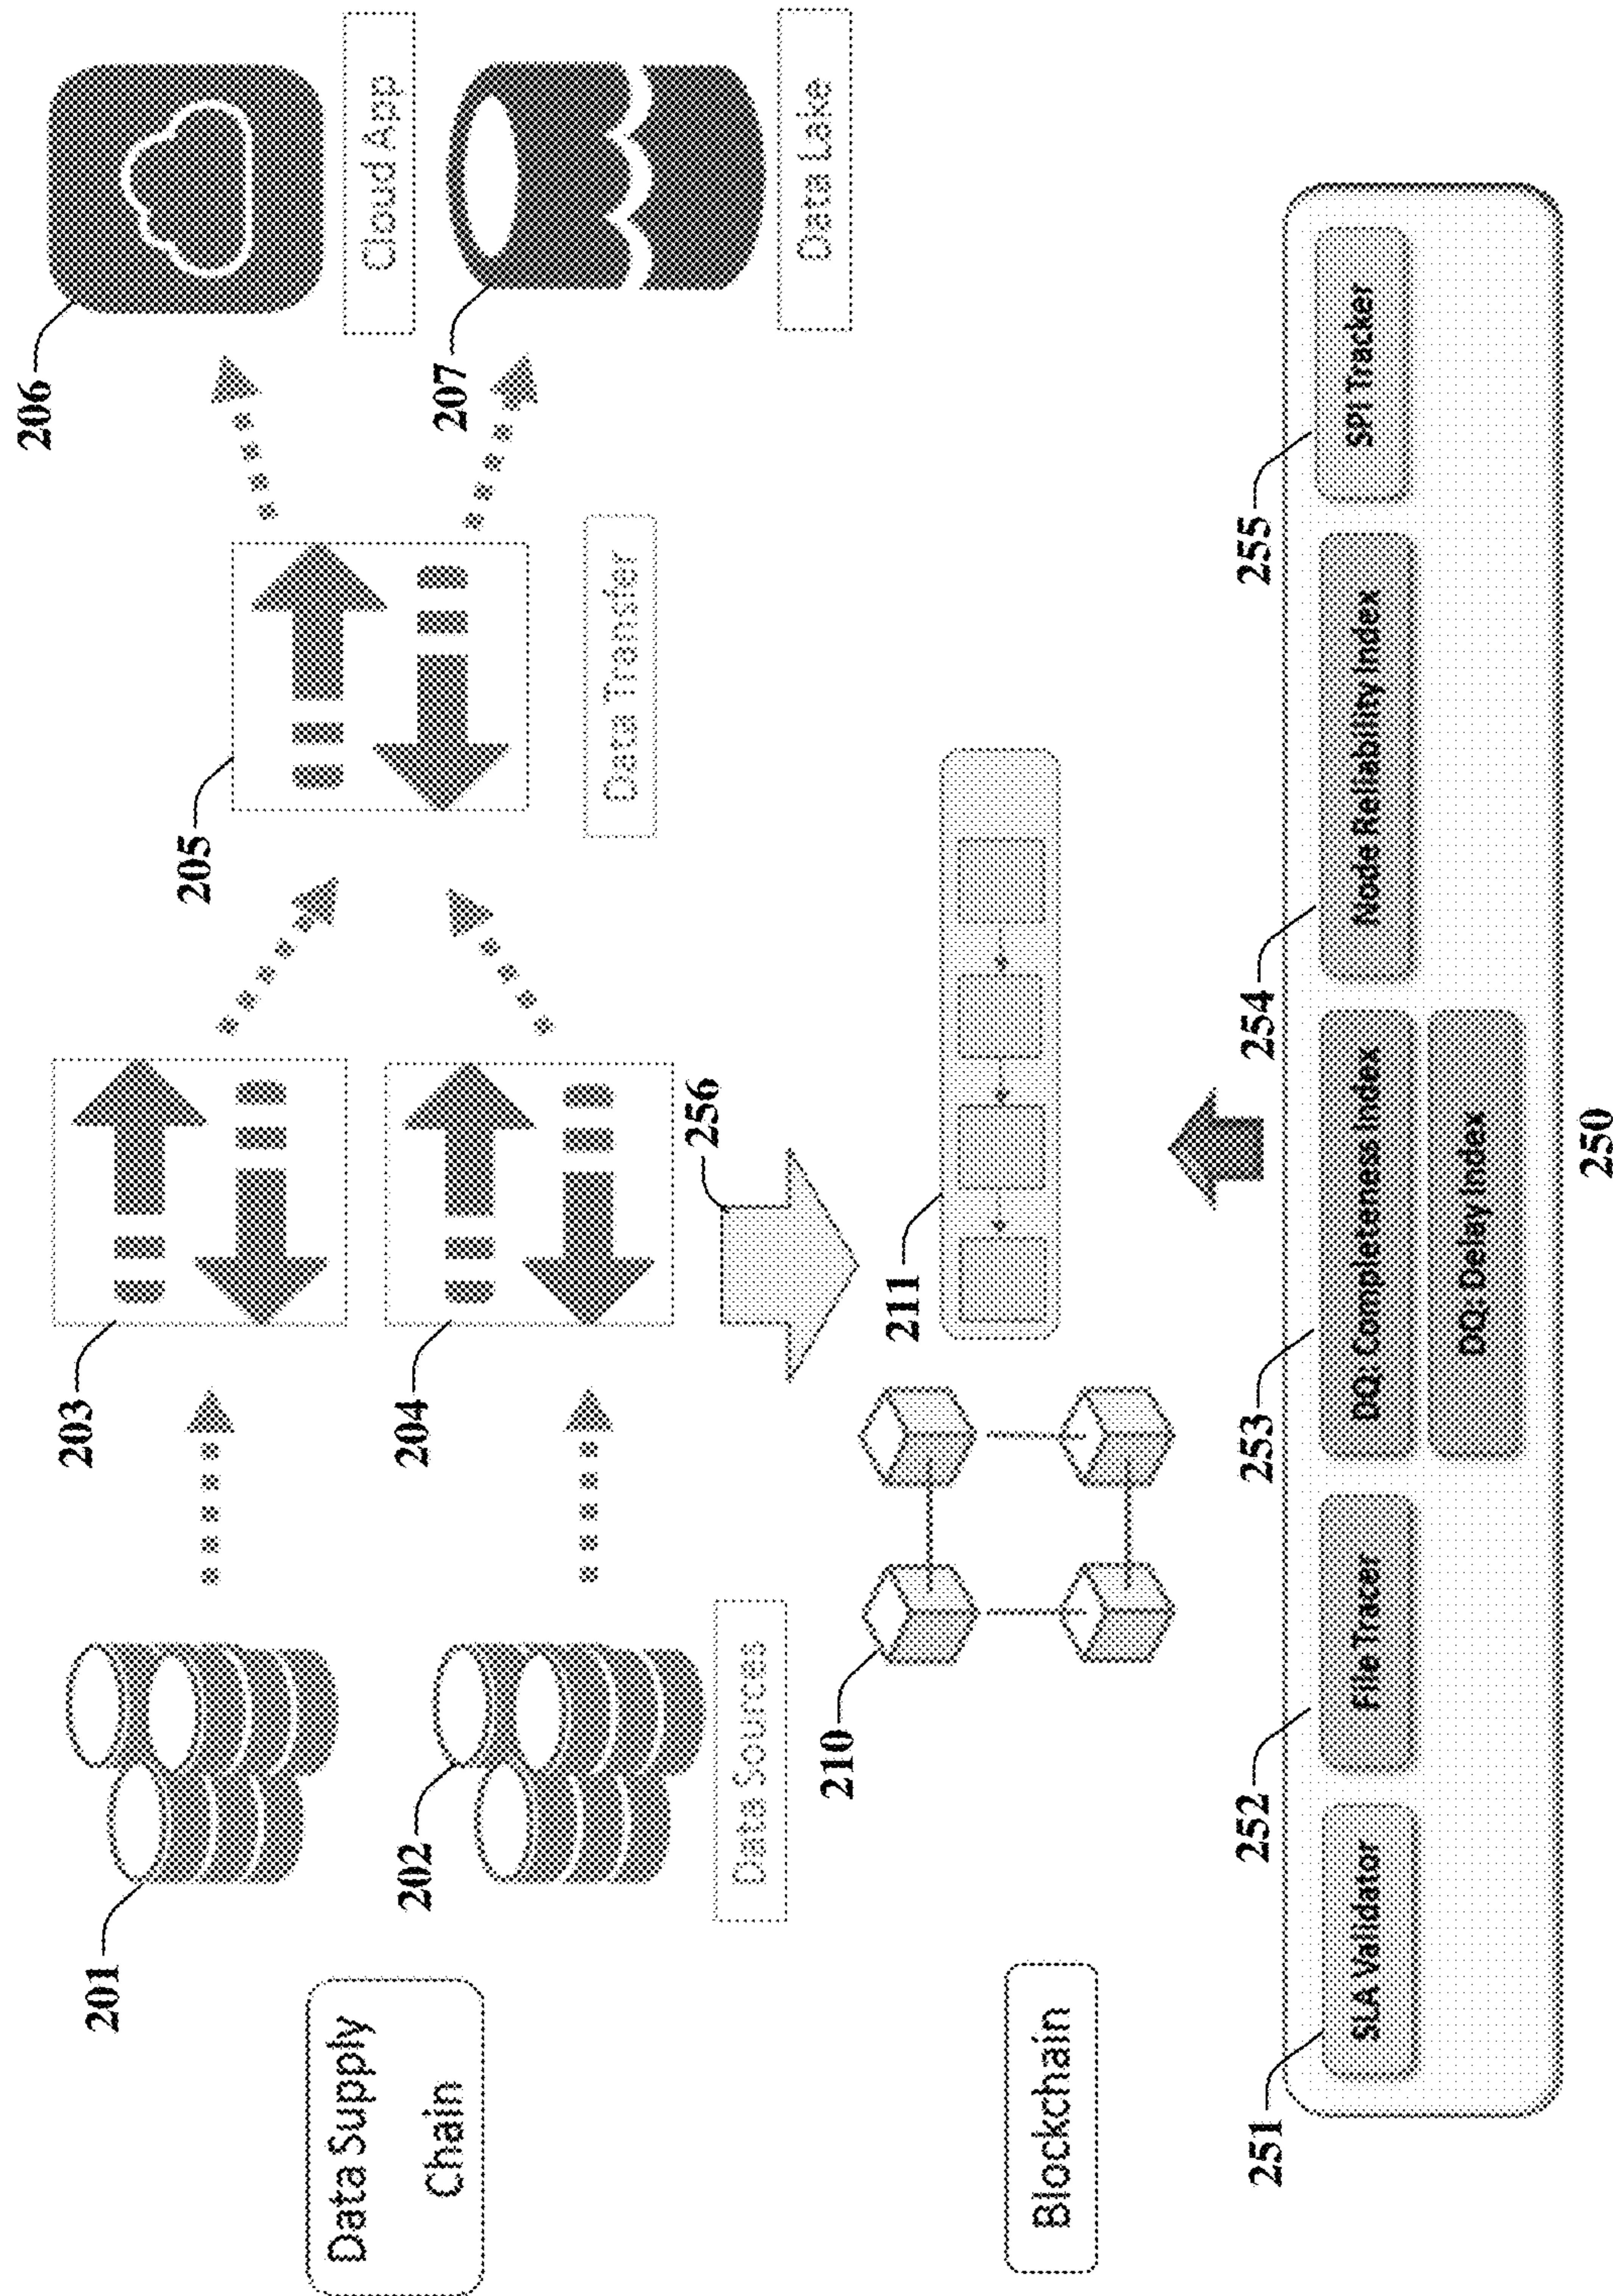 Data Supply
Chain
201
202
Data Sources
203
204
205
Data Transfer
206
Cloud App
207
Data Lake
256
Blockchain
210
211
251
SLA Validator
252
File Tracer
253
DQ: Completeness Index
DQ: Delay Index
254
Node Reliability Index
255
SPI Tracker
250